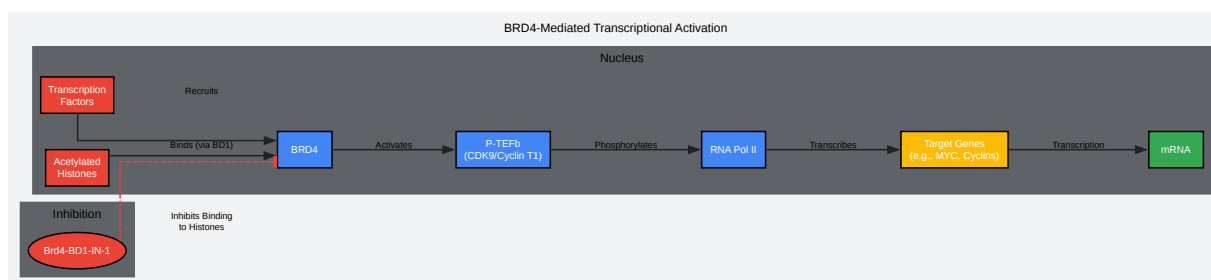 BRD4-Mediated Transcriptional Activation
Nucleus
Transcription
Factors
Recruits
Binds (via BD1)
Acetylated
Histones
BRD4
Activates
P-TEFb
(CDK9/Cyclin T1)
Phosphorylates
RNA Pol II
Transcribes
Target Genes
(e.g., MYC, Cyclins)
Transcription
mRNA
Inhibition
Inhibits Binding
to Histones
Brd4-BD1-IN-1